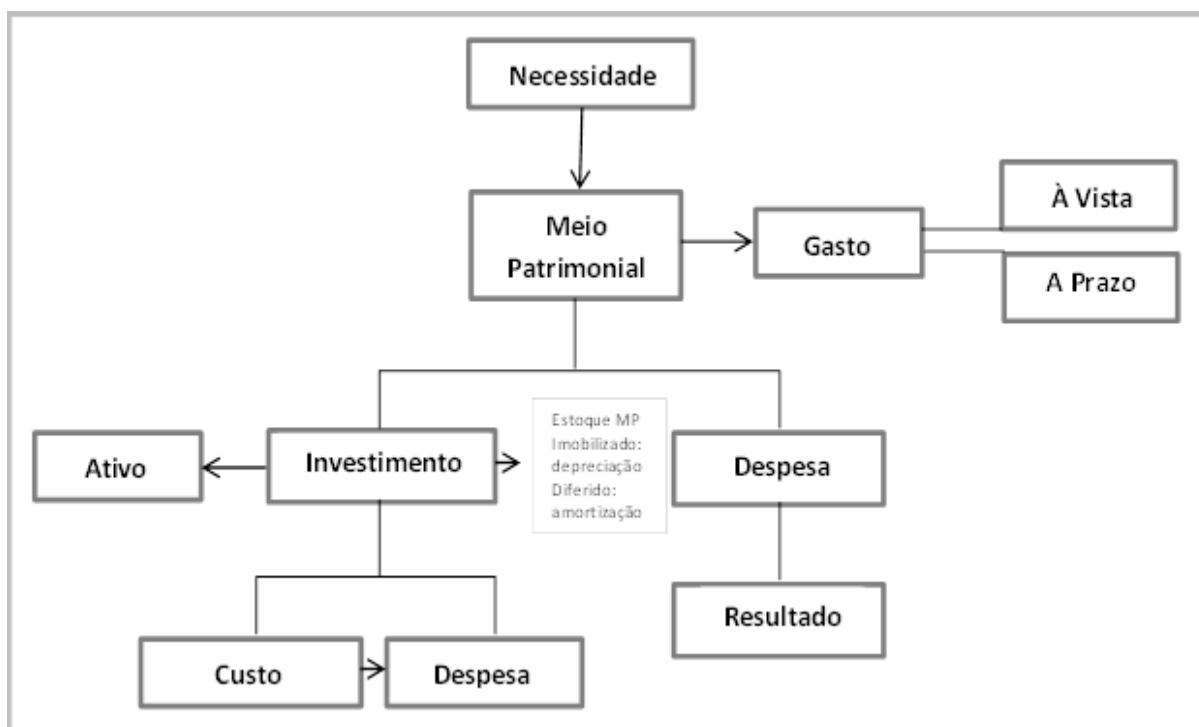 Necessidade
Meio
Patrimonial
Gasto
À Vista
A Prazo
Ativo
Investimento
Estoque MP
Imobilizado:
depreciação
Diferido:
amortização
Despesa
Resultado
Custo
Despesa